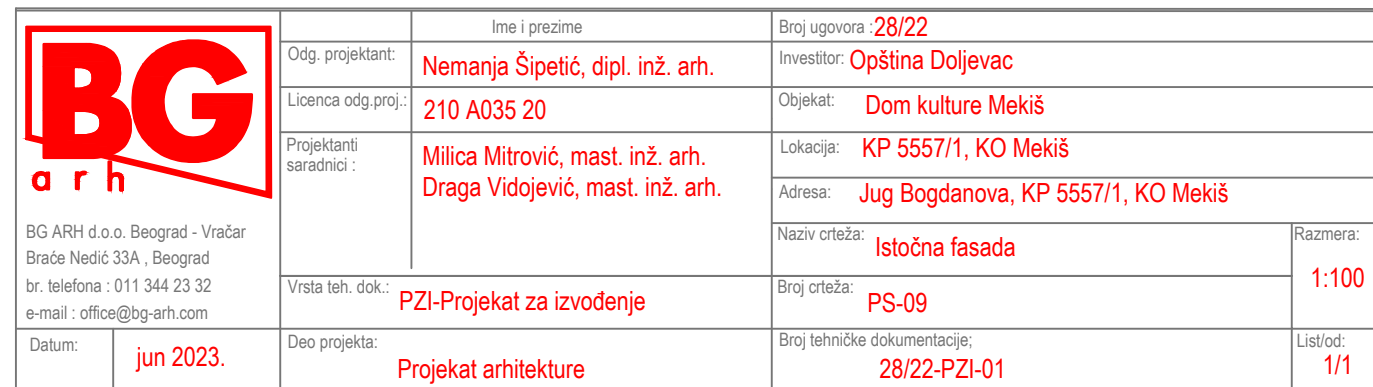 BG
arh
BG ARH d.o.o. Beograd - Vračar
Braće Nedić 33A , Beograd
br. telefona : 011 344 23 32
e-mail : office@bg-arh.com
Datum:
jun 2023.
Ime i prezime
Odg. projektant:
Nemanja Šipetić, dipl. inž. arh.
Licenca odg.proj.:
210 A035 20
Projektanti
saradnici :
Milica Mitrović, mast. inž. arh.
Draga Vidojević, mast. inž. arh.
Vrsta teh. dok.:
PZI-Projekat za izvođenje
Deo projekta:
Projekat arhitekture
Broj ugovora : 28/22
Investitor: Opština Doljevac
Objekat: Dom kulture Mekiš
Lokacija: KP 5557/1, KO Mekiš
Adresa: Jug Bogdanova, KP 5557/1, KO Mekiš
Naziv crteža:
Istočna fasada
Razmera:
1:100
Broj crteža:
PS-09
Broj tehničke dokumentacije;
28/22-PZI-01
List/od:
1/1